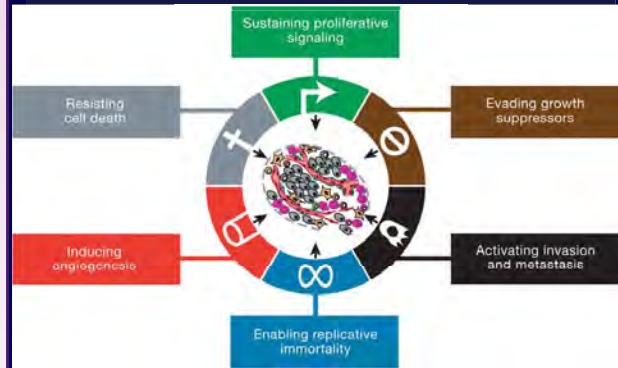 Sustaining proliferative
signaling
Resisting
cell death
Evading growth
suppressors
Inducing
angiogenesis
Activating invasion
and metastasis
Enabling replicative
immortality